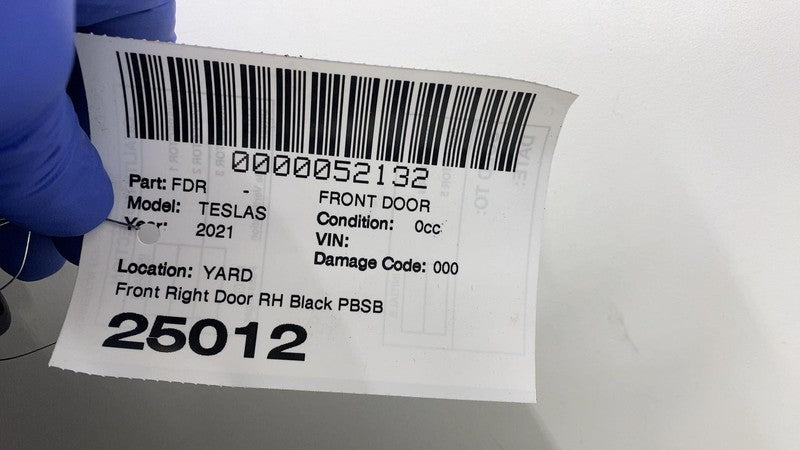 0000052132
Part: FDR -
FRONT DOOR
Model: TESLAS
Condition: 0cc
Year: 2021
VIN:
Damage Code: 000
Location: YARD
Front Right Door RH Black PBSB
25012